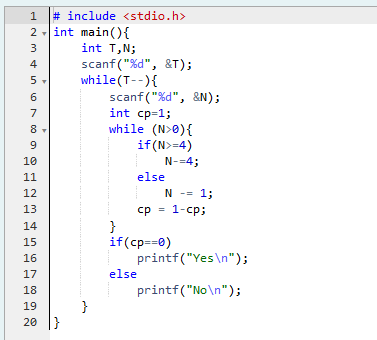 1 # include <stdio.h>
2 int main(){
3     int T,N;
4     scanf("%d", &T);
5     while(T--){
6         scanf("%d", &N);
7         int cp=1;
8         while (N>0){
9             if(N>=4)
10                 N-=4;
11             else
12                 N -= 1;
13             cp = 1-cp;
14         }
15         if(cp==0)
16             printf("Yes\n");
17         else
18             printf("No\n");
19     }
20 }